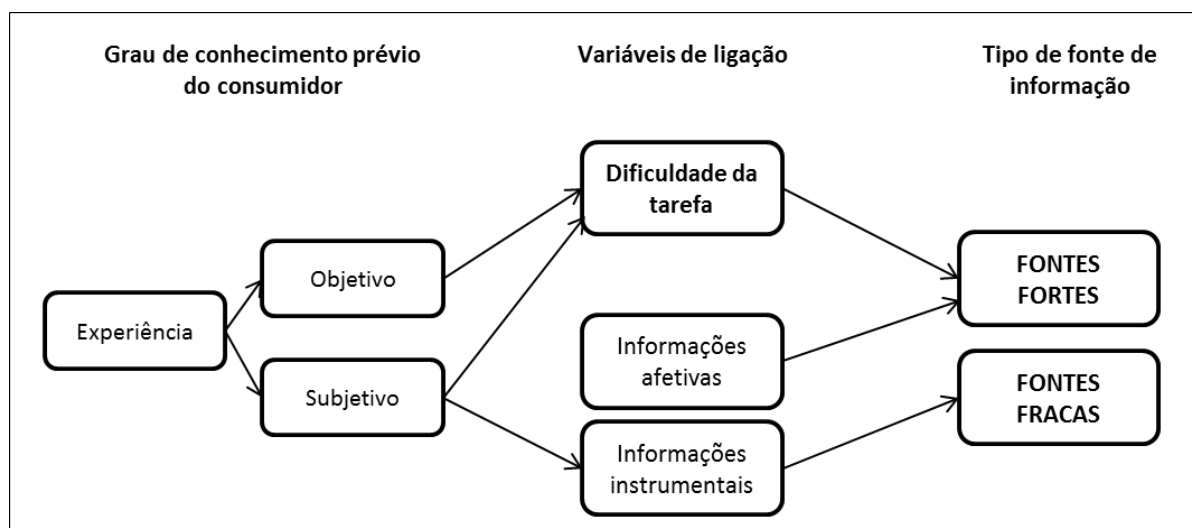 Grau de conhecimento prévio
do consumidor
Variáveis de ligação
Tipo de fonte de
informação
Dificuldade da
tarefa
Objetivo
FONTES
FORTES
Experiência
Informações
afetivas
Subjetivo
FONTES
FRACAS
Informações
instrumentais